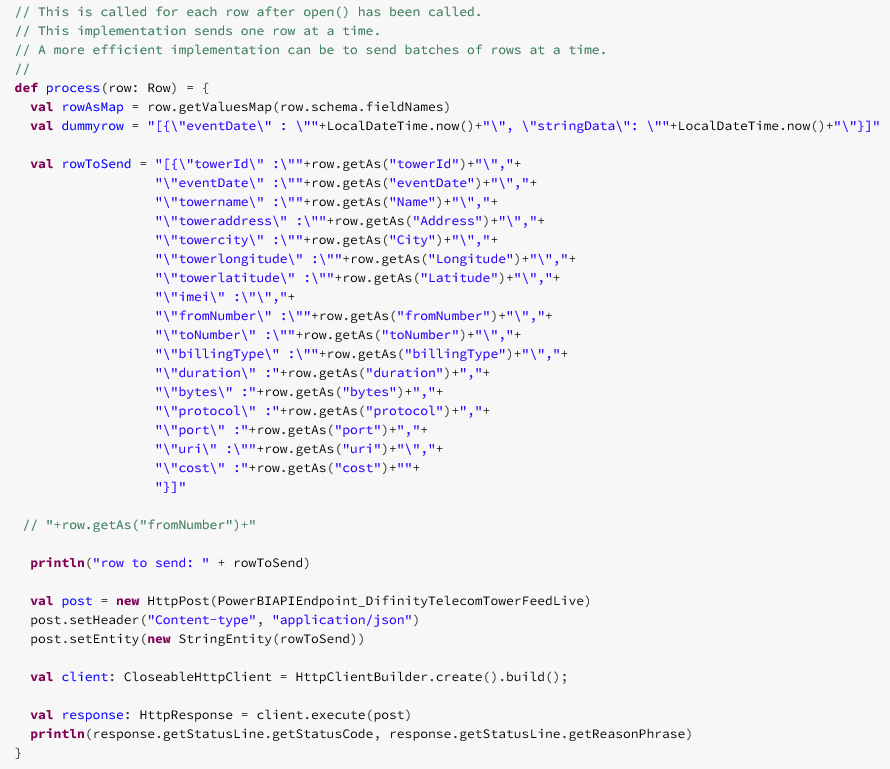 // This is called for each row after open() has been called.
// This implementation sends one row at a time.
// A more efficient implementation can be to send batches of rows at a time.
//
def process(row: Row) = {
  val rowAsMap = row.getValuesMap(row.schema.fieldNames)
  val dummyrow = "[{\"eventDate\" : \""+LocalDateTime.now()+"\", \"stringData\": \""+LocalDateTime.now()+"\"}]"

  val rowToSend = "[{\"towerId\" :\""+row.getAs("towerId")+"\","+
                  "\"eventDate\" :\""+row.getAs("eventDate")+"\","+
                  "\"towername\" :\""+row.getAs("Name")+"\","+
                  "\"toweraddress\" :\""+row.getAs("Address")+"\","+
                  "\"towercity\" :\""+row.getAs("City")+"\","+
                  "\"towerlongitude\" :\""+row.getAs("Longitude")+"\","+
                  "\"towerlatitude\" :\""+row.getAs("Latitude")+"\","+
                  "\"imei\" :\"\","+
                  "\"fromNumber\" :\""+row.getAs("fromNumber")+"\","+
                  "\"toNumber\" :\""+row.getAs("toNumber")+"\","+
                  "\"billingType\" :\""+row.getAs("billingType")+"\","+
                  "\"duration\" :"+row.getAs("duration")+","+
                  "\"bytes\" :"+row.getAs("bytes")+","+
                  "\"protocol\" :"+row.getAs("protocol")+","+
                  "\"port\" :"+row.getAs("port")+","+
                  "\"uri\" :\""+row.getAs("uri")+"\","+
                  "\"cost\" :"+row.getAs("cost")+""+
                  "}]"

 // "+row.getAs("fromNumber")+"

  println("row to send: " + rowToSend)

  val post = new HttpPost(PowerBIAPIEndpoint_DifinityTelecomTowerFeedLive)
  post.setHeader("Content-type", "application/json")
  post.setEntity(new StringEntity(rowToSend))

  val client: CloseableHttpClient = HttpClientBuilder.create().build();

  val response: HttpResponse = client.execute(post)
  println(response.getStatusLine.getStatusCode, response.getStatusLine.getReasonPhrase)
}